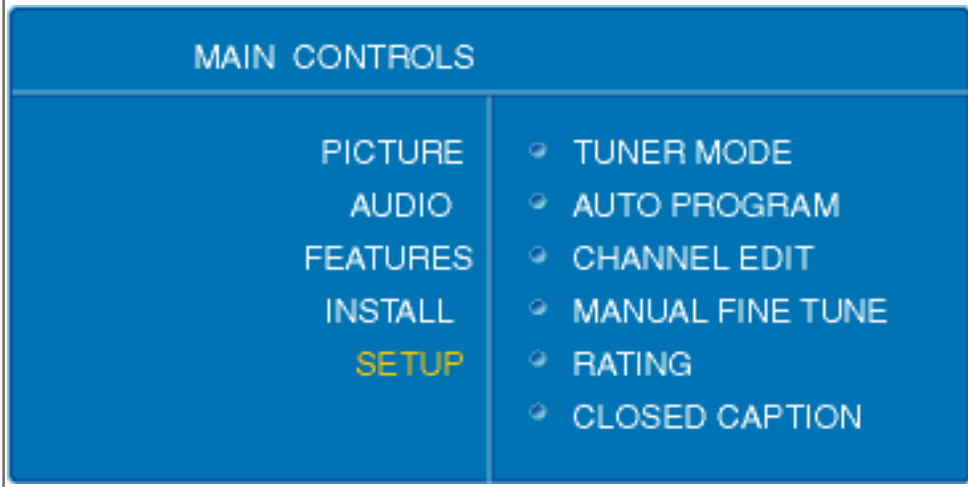 MAIN CONTROLS
PICTURE
AUDIO
FEATURES
INSTALL
SETUP
TUNER MODE
AUTO PROGRAM
CHANNEL EDIT
MANUAL FINE TUNE
RATING
CLOSED CAPTION